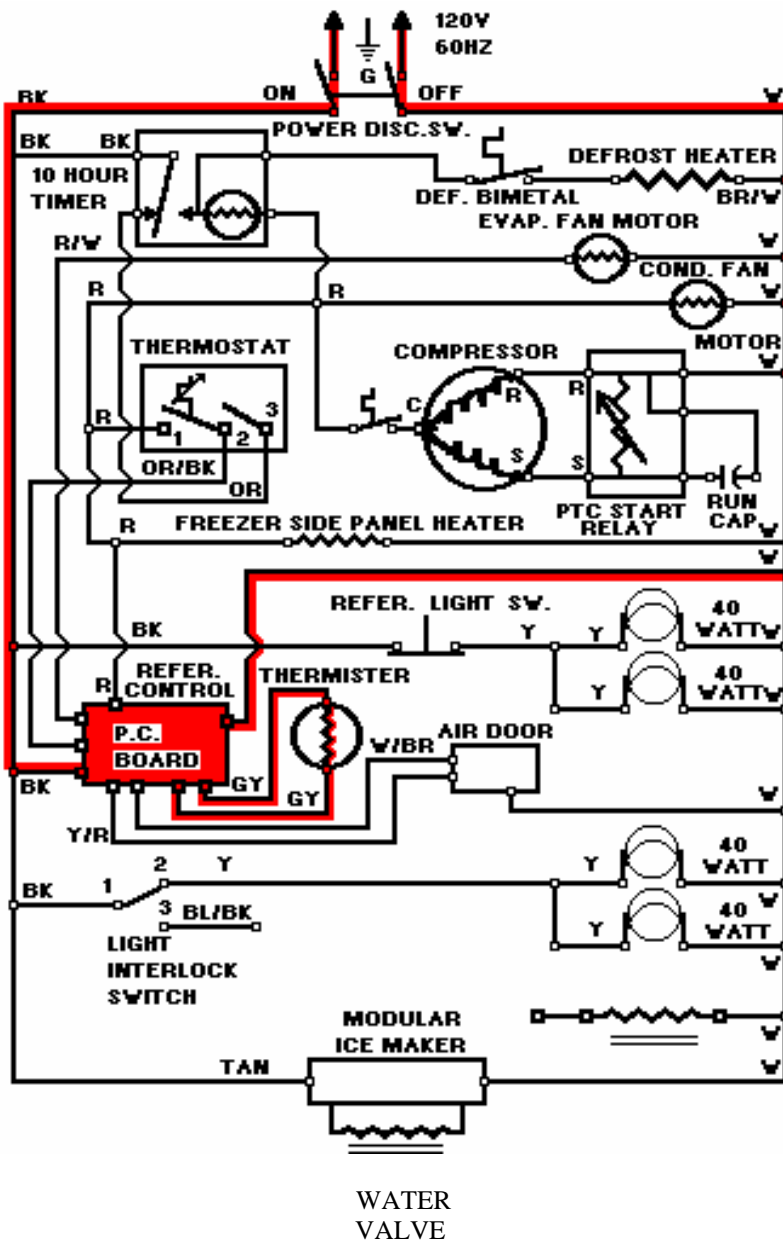 120V
60HZ
G
BK ON OFF W
POWER DISC.SW.
BK BK
10 HOUR
TIMER
DEFROST HEATER
DEF. BIMETAL BR/W
EVAP. FAN MOTOR
R/W W
COND. FAN
R R W
MOTOR
THERMOSTAT COMPRESSOR
W
R C R R
1 2 3
OR/BK
OR
S S
PTC START
RELAY
RUN
CAP
R FREEZER SIDE PANEL HEATER W
W
REFER. LIGHT SW.
BK Y Y 40
WATT W
REFER.
CONTROL
THERMISTER
R Y 40
WATT W
P.C.
BOARD
AIR DOOR
W/BR
BK GY
GY W
Y/R
2 Y Y 40
WATT
BK 1 W
3 BL/BK
Y 40
WATT
LIGHT
INTERLOCK
SWITCH
W
MODULAR
ICE MAKER
W
TAN W
WATER
VALVE